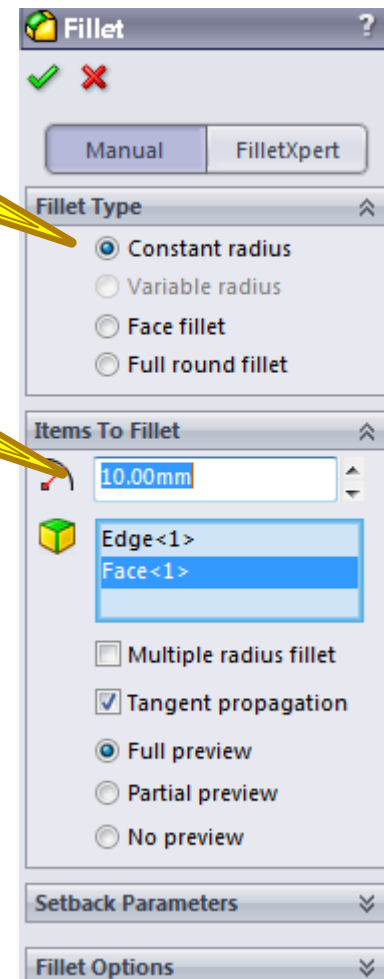 Fillet ?
Manual FilletXpert
Fillet Type
Constant radius
Variable radius
Face fillet
Full round fillet
Items To Fillet
10.00mm
Edge<1>
Face<1>
Multiple radius fillet
Tangent propagation
Full preview
Partial preview
No preview
Setback Parameters
Fillet Options